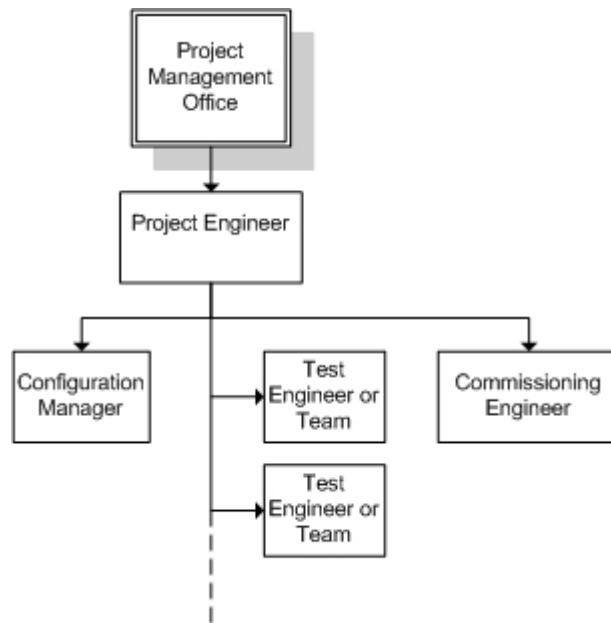 Project
Management
Office
Project Engineer
Configuration
Manager
Test
Engineer or
Team
Commissioning
Engineer
Test
Engineer or
Team